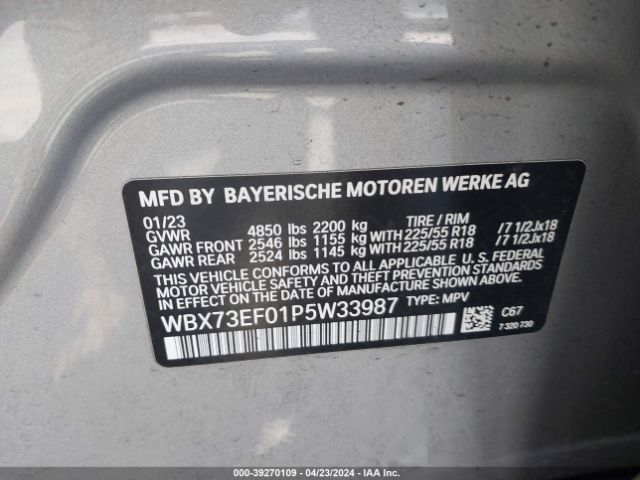 MFD BY BAYERISCHE MOTOREN WERKE AG
01/23 TIRE / RIM
GVWR 4850 lbs 2200 kg
GAWR FRONT 2546 lbs 1155 kg WITH 225/55 R18 /7 1/2Jx18
GAWR REAR 2524 lbs 1145 kg WITH 225/55 R18 /7 1/2Jx18
THIS VEHICLE CONFORMS TO ALL APPLICABLE U.S. FEDERAL
MOTOR VEHICLE SAFETY AND THEFT PREVENTION STANDARDS
IN EFFECT ON THE DATE OF MANUFACTURE SHOWN ABOVE.
WBX73EF01P5W33987 TYPE: MPV
C67
7 320 730
000-39270109 - 04/23/2024 - IAA Inc.